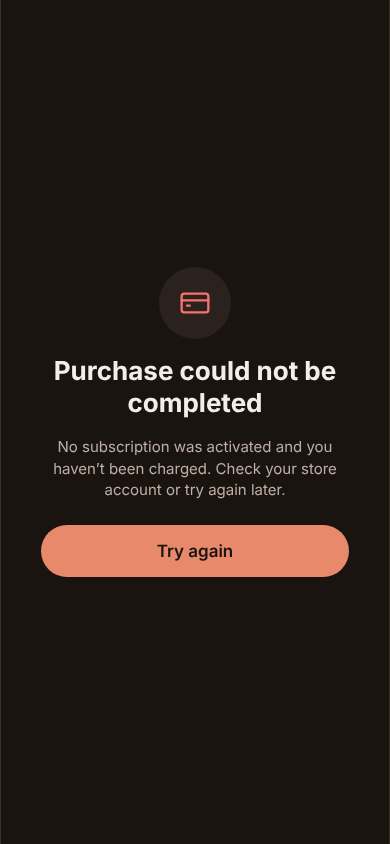 Purchase could not be
completed
No subscription was activated and you
haven’t been charged. Check your store
account or try again later.
Try again